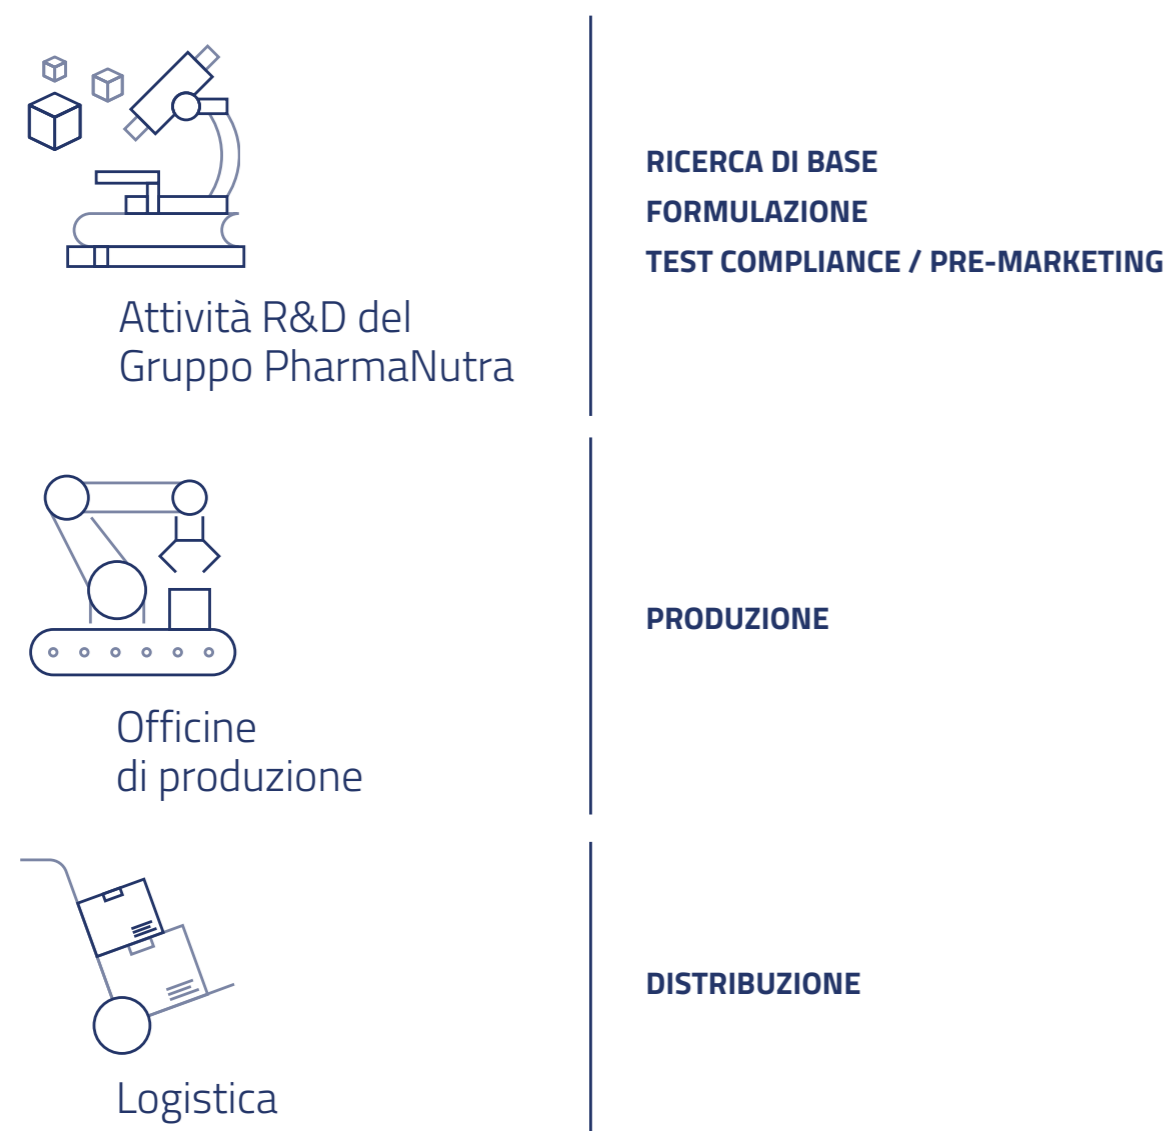 RICERCA DI BASE
FORMULAZIONE
TEST COMPLIANCE / PRE-MARKETING
Attività R&D del
Gruppo PharmaNutra
PRODUZIONE
Officine
di produzione
DISTRIBUZIONE
Logistica